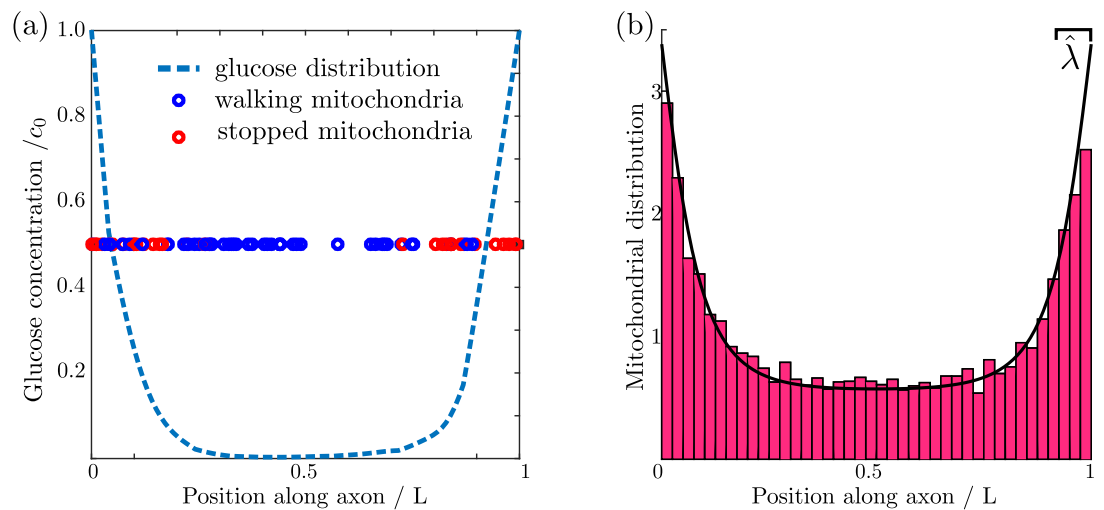 (a)
1.0
0.8
0.6
0.4
0.2
Glucose concentration /c₀
glucose distribution
walking mitochondria
stopped mitochondria
0
0.5
1
Position along axon / L
(b)
λ̂
3
2
1
Mitochondrial distribution
0
0.5
1
Position along axon / L